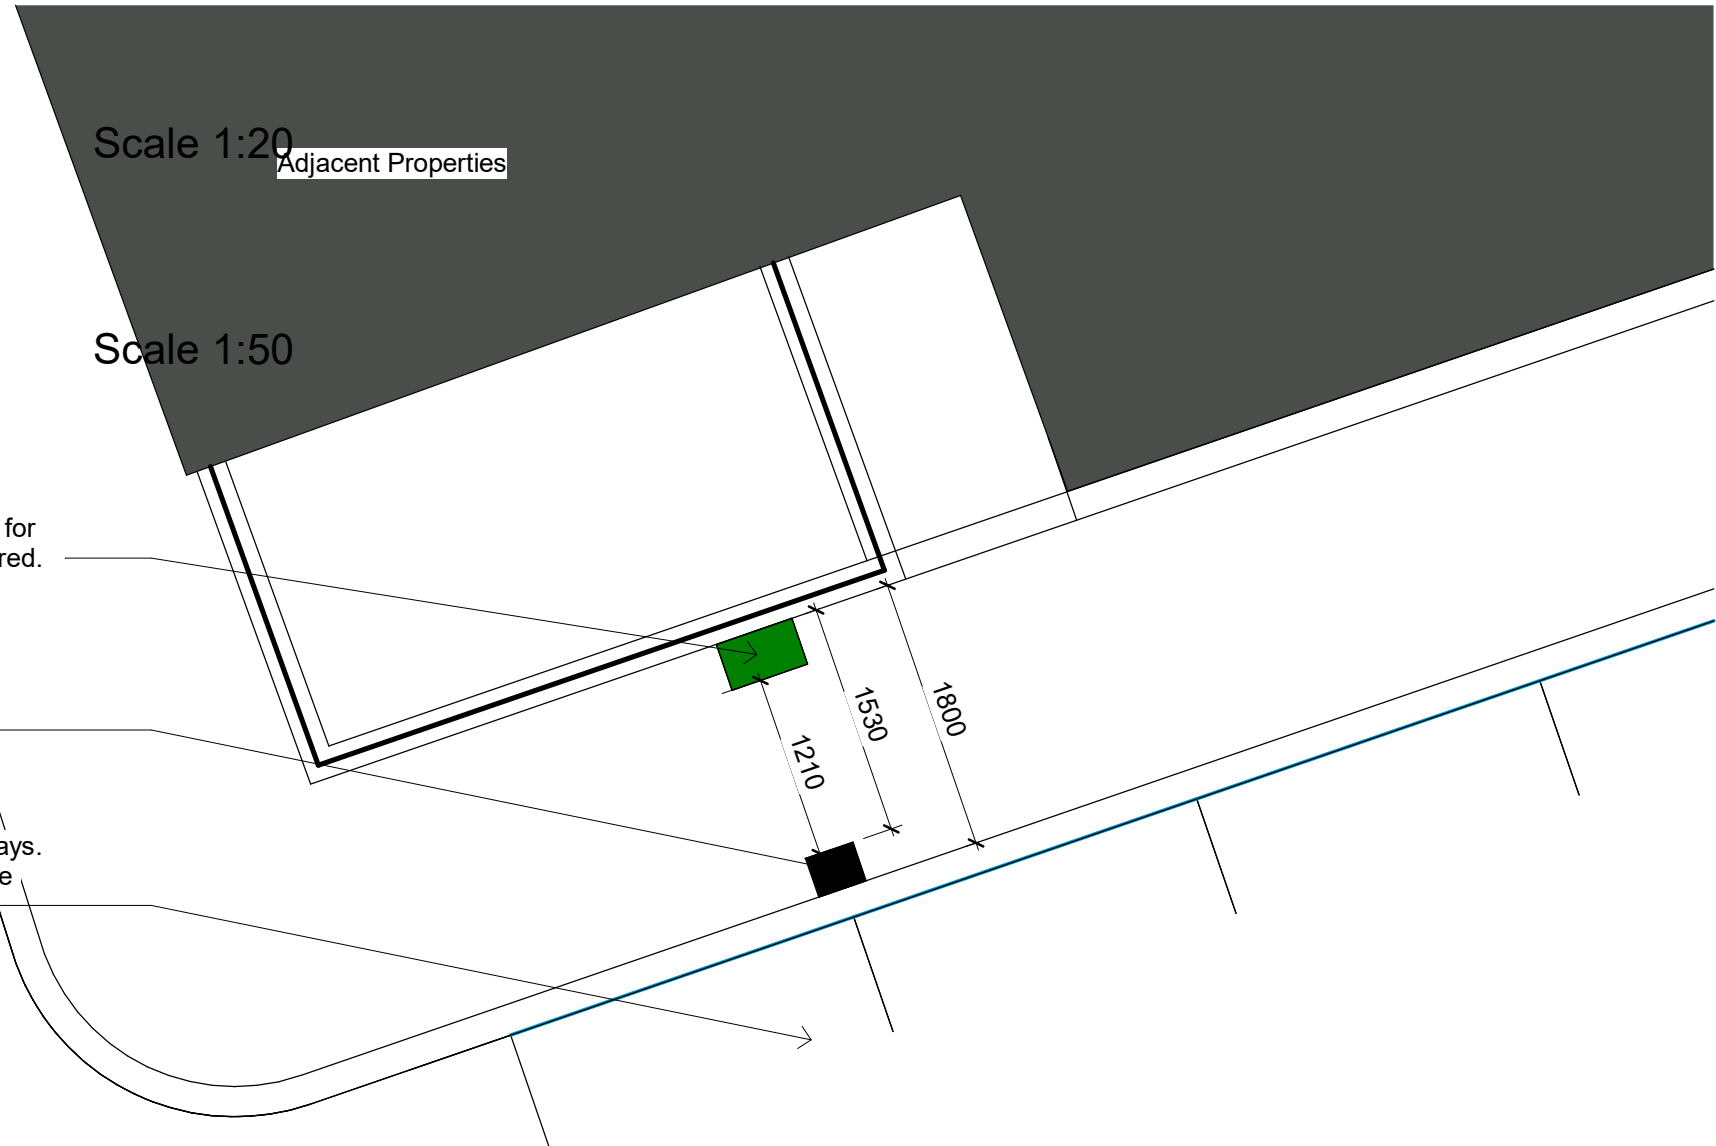 Scale 1:20
Adjacent Properties
Scale 1:50
for
red.
1210
1530
1800
ays.
e